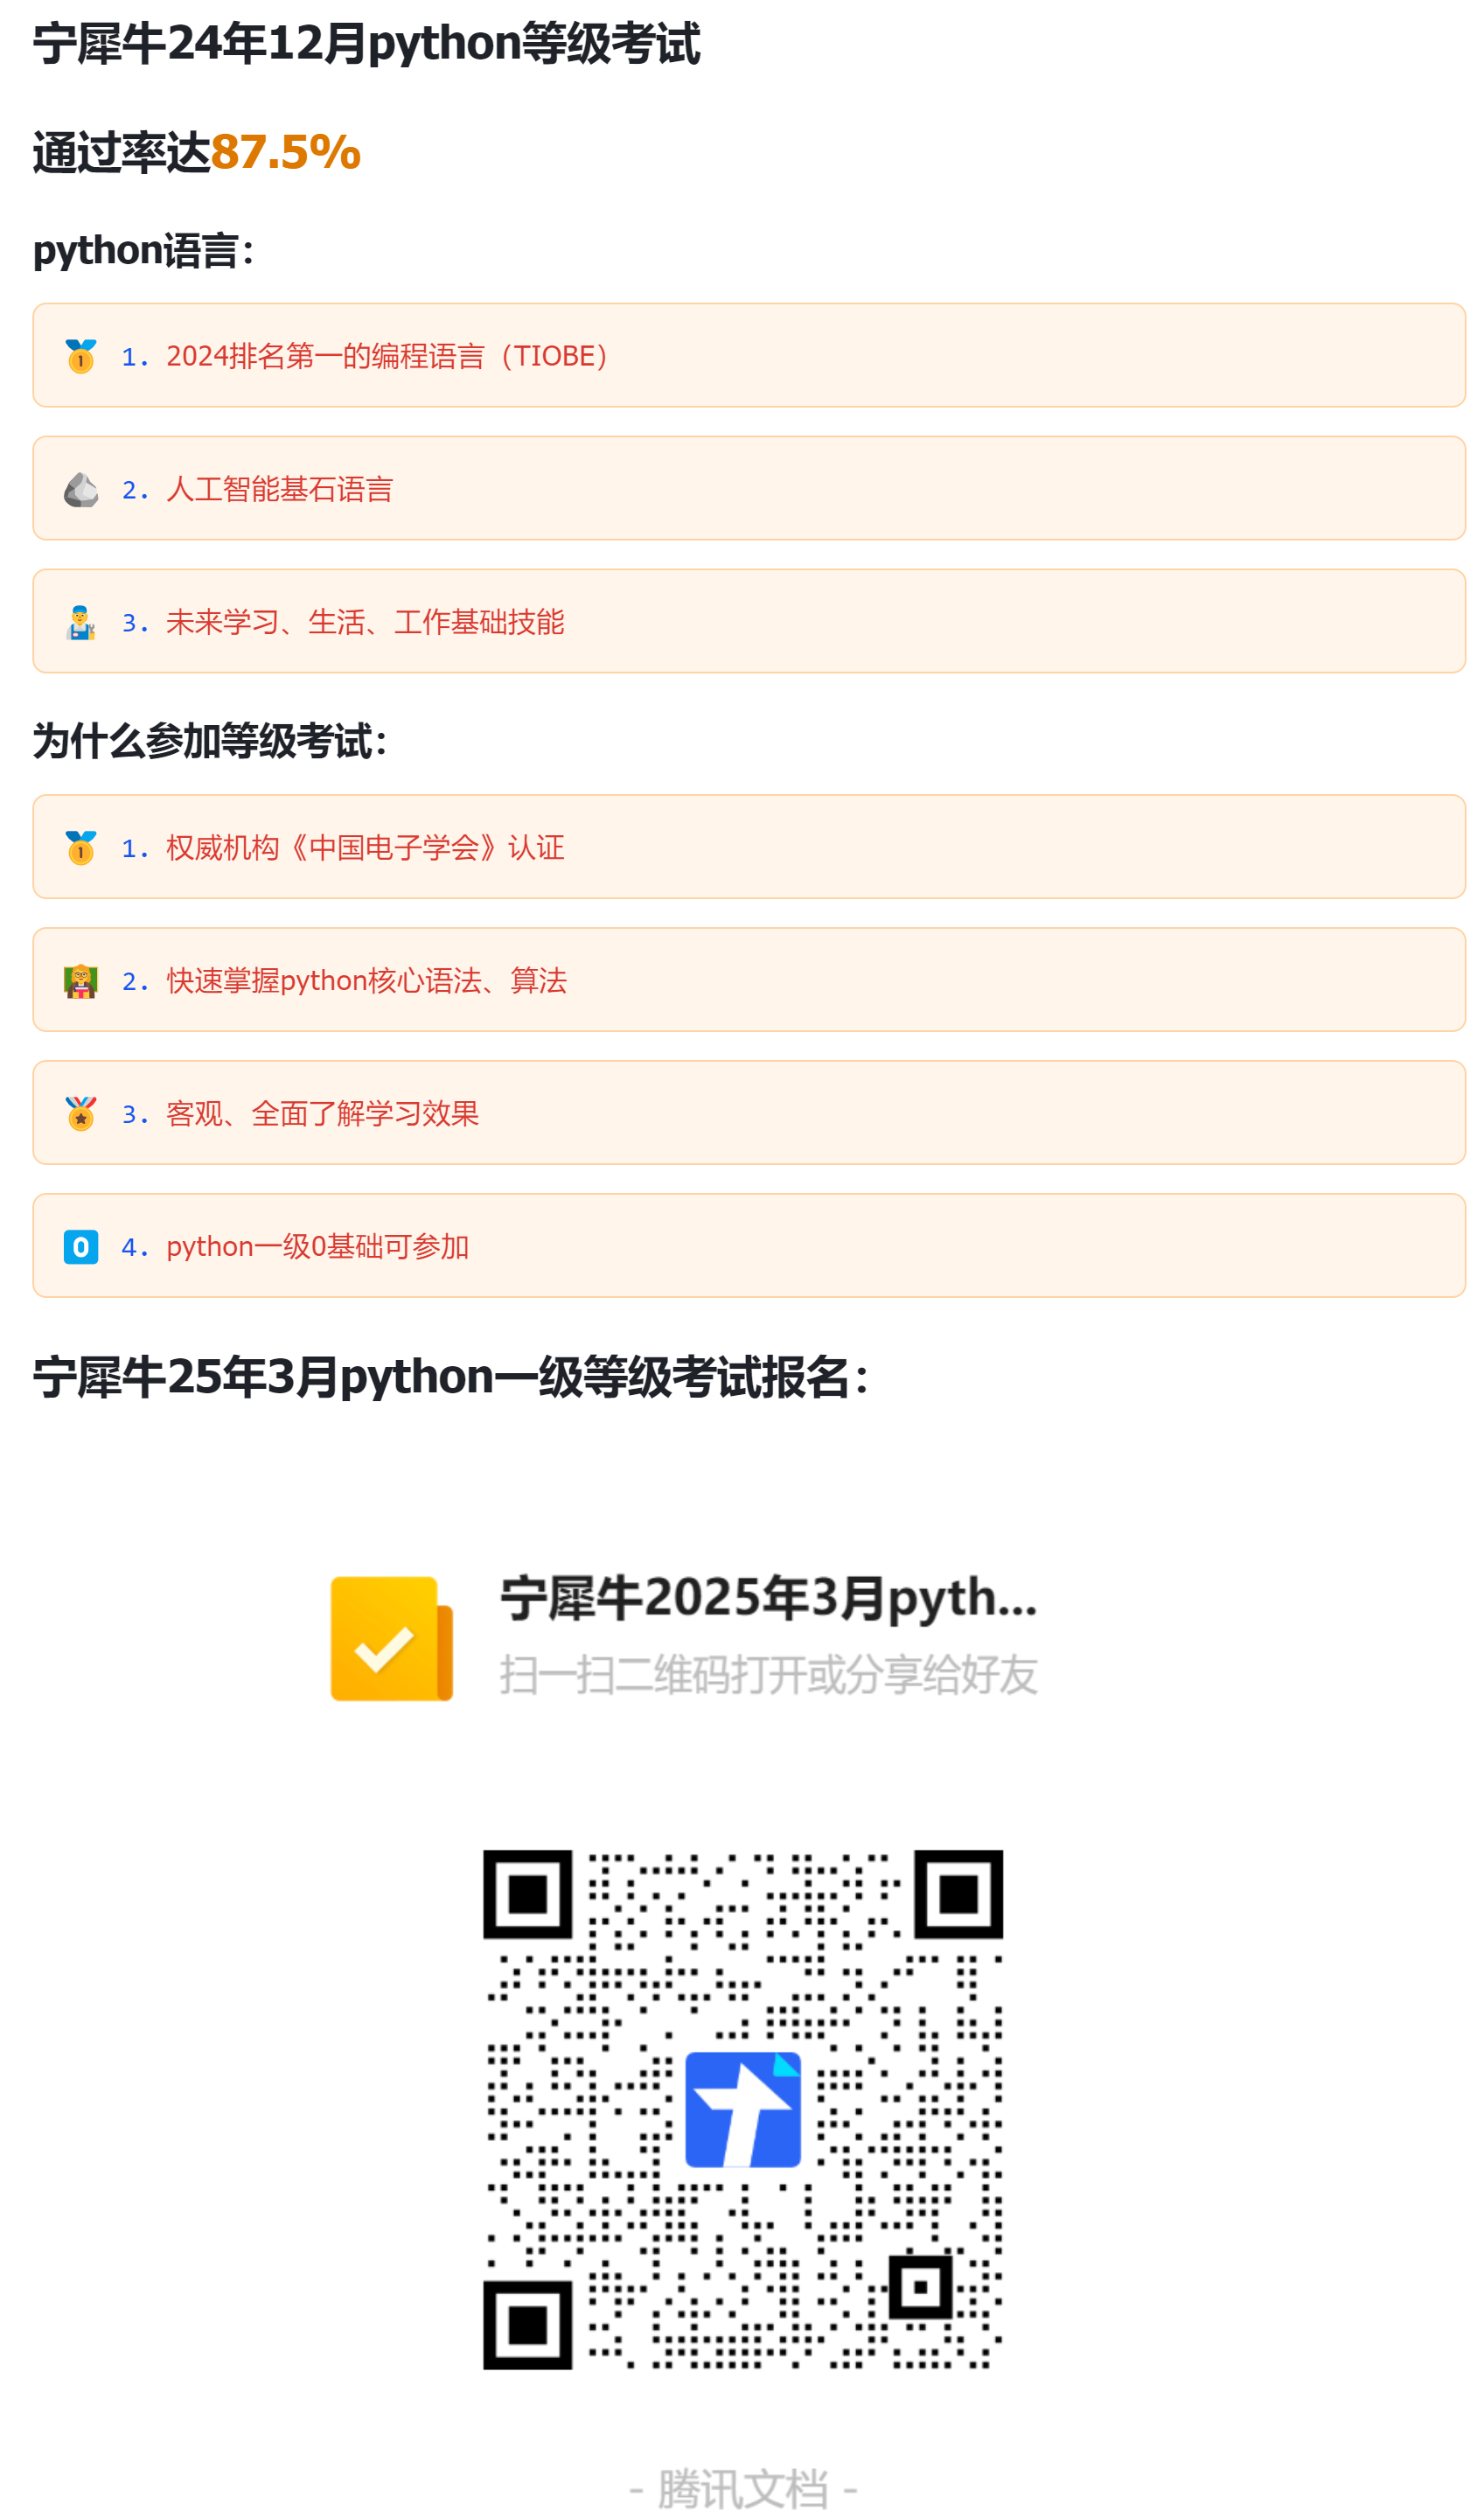 宁犀牛24年12月python等级考试
通过率达87.5%
python语言：
1. 2024排名第一的编程语言（TIOBE）
2. 人工智能基石语言
3. 未来学习、生活、工作基础技能
为什么参加等级考试：
1. 权威机构《中国电子学会》认证
2. 快速掌握python核心语法、算法
3. 客观、全面了解学习效果
4. python一级0基础可参加
宁犀牛25年3月python一级等级考试报名：
宁犀牛2025年3月pyth...
扫一扫二维码打开或分享给好友
- 腾讯文档 -